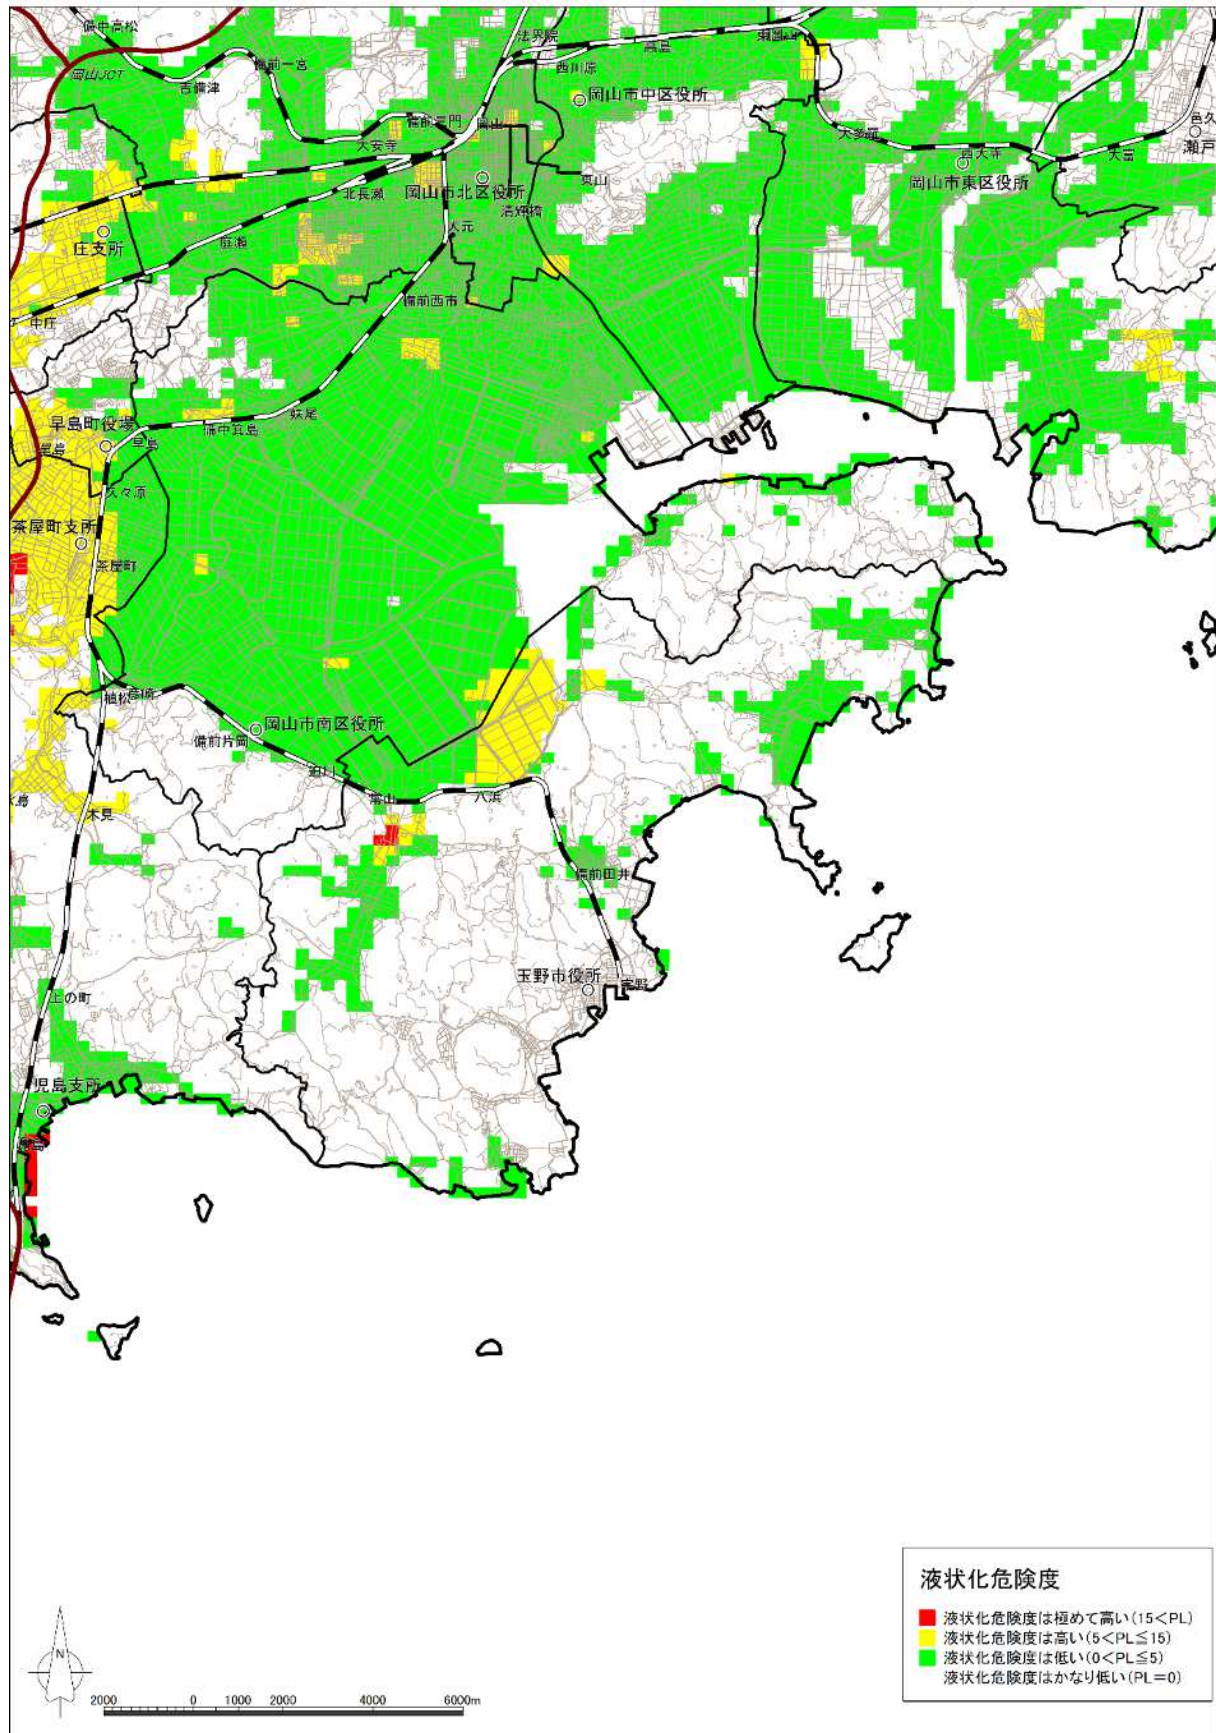 備中高松
法界院
東岡山
高島
岡山JCT
備前一宮
西川原
吉備津
岡山市中区役所
備前三門
岡山
邑久
大安寺
大多羅
西大寺
大富
瀬戸
東山
岡山市東区役所
北長瀬
岡山市北区役所
清輝橋
大元
庄支所
庭瀬
備前西市
中庄
妹尾
早島町役場
備中箕島
早島
久々原
茶屋町支所
茶屋町
植松
彦崎
岡山市南区役所
備前片岡
迫川
常山
八浜
木見
備前田井
玉野市役所
宇野
上の町
児島支所
児島
液状化危険度
液状化危険度は極めて高い(15<PL)
液状化危険度は高い(5<PL≦15)
液状化危険度は低い(0<PL≦5)
液状化危険度はかなり低い(PL=0)
N
2000 0 1000 2000 4000 6000m